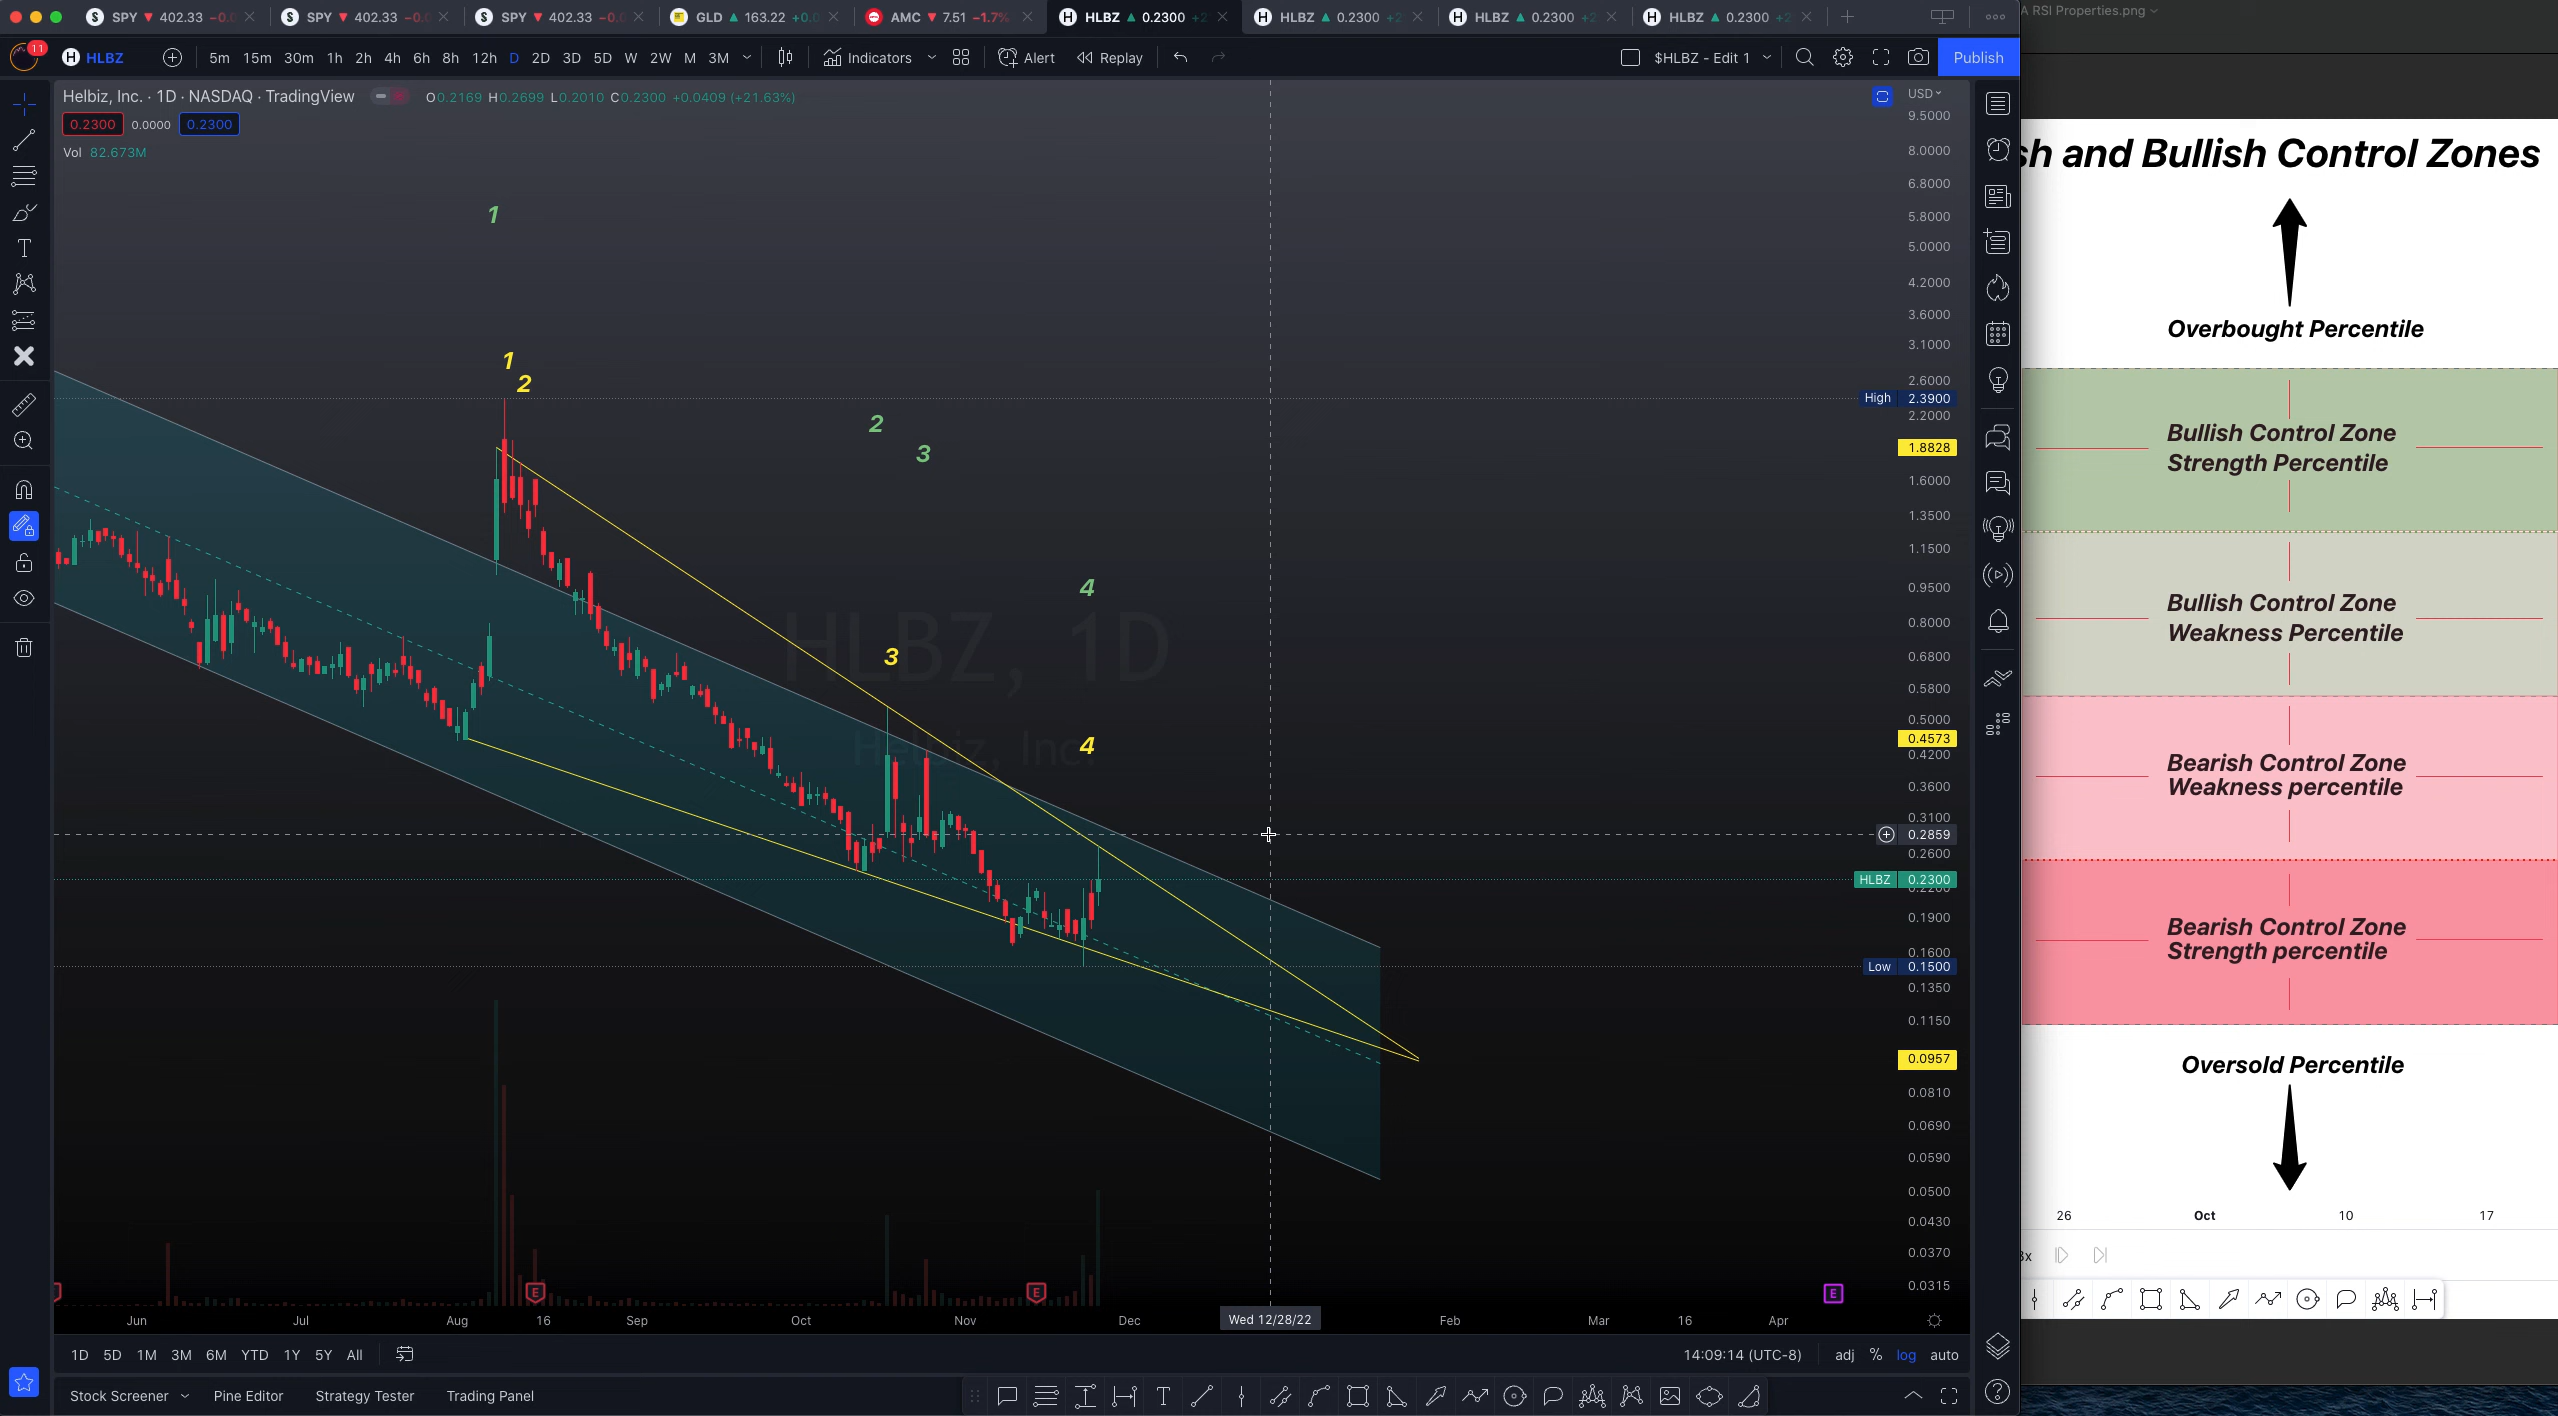 SPY 402.33
SPY 402.33
SPY 402.33
GLD 163.22
AMC 7.51 −1.7%
HLBZ 0.2300
HLBZ 0.2300
HLBZ 0.2300
HLBZ 0.2300
A RSI Properties.png
11
HLBZ
5m 15m 30m 1h 2h 4h 6h 8h 12h D 2D 3D 5D W 2W M 3M
Indicators
Alert
Replay
$HLBZ - Edit 1
Publish
Helbiz, Inc. · 1D · NASDAQ · TradingView
O0.2169 H0.2699 L0.2010 C0.2300 +0.0409 (+21.63%)
0.2300 0.0000 0.2300
Vol 82.673M
USD
9.5000
8.0000
6.8000
5.8000
5.0000
4.2000
3.6000
3.1000
2.6000
High 2.3900
2.2000
1.8828
1.6000
1.3500
1.1500
0.9500
0.8000
0.6800
0.5800
0.5000
0.4573
0.4200
0.3600
0.3100
0.2859
0.2600
HLBZ 0.2300
0.2200
0.1900
0.1600
Low 0.1500
0.1350
0.1150
0.0957
0.0810
0.0690
0.0590
0.0500
0.0430
0.0370
0.0315
1
1
2
2
3
3
4
4
HLBZ, 1D
Helbiz, Inc.
E
E
E
Jun Jul Aug 16 Sep Oct Nov Dec Wed 12/28/22 Feb Mar 16 Apr
1D 5D 1M 3M 6M YTD 1Y 5Y All
14:09:14 (UTC-8) adj % log auto
Stock Screener Pine Editor Strategy Tester Trading Panel
sh and Bullish Control Zones
Overbought Percentile
Bullish Control Zone
Strength Percentile
Bullish Control Zone
Weakness Percentile
Bearish Control Zone
Weakness percentile
Bearish Control Zone
Strength percentile
Oversold Percentile
26 Oct 10 17